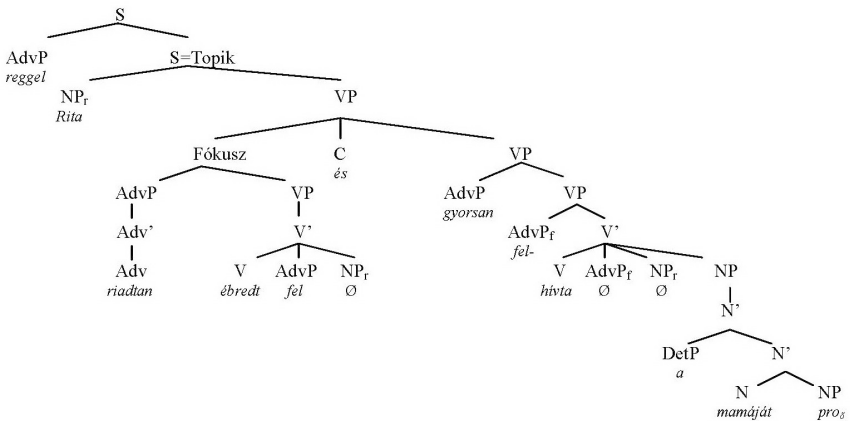 S
AdvP S=Topik
reggel
NPr VP
Rita
Fókusz C VP
és
AdvP VP AdvP VP
gyorsan
Adv’ V’ AdvPf V’
fel-
Adv V AdvP NPr V AdvPf NPr NP
riadtan ébredt fel Ø hívta Ø Ø
N’
DetP N’
a
N NP
mamáját proδ